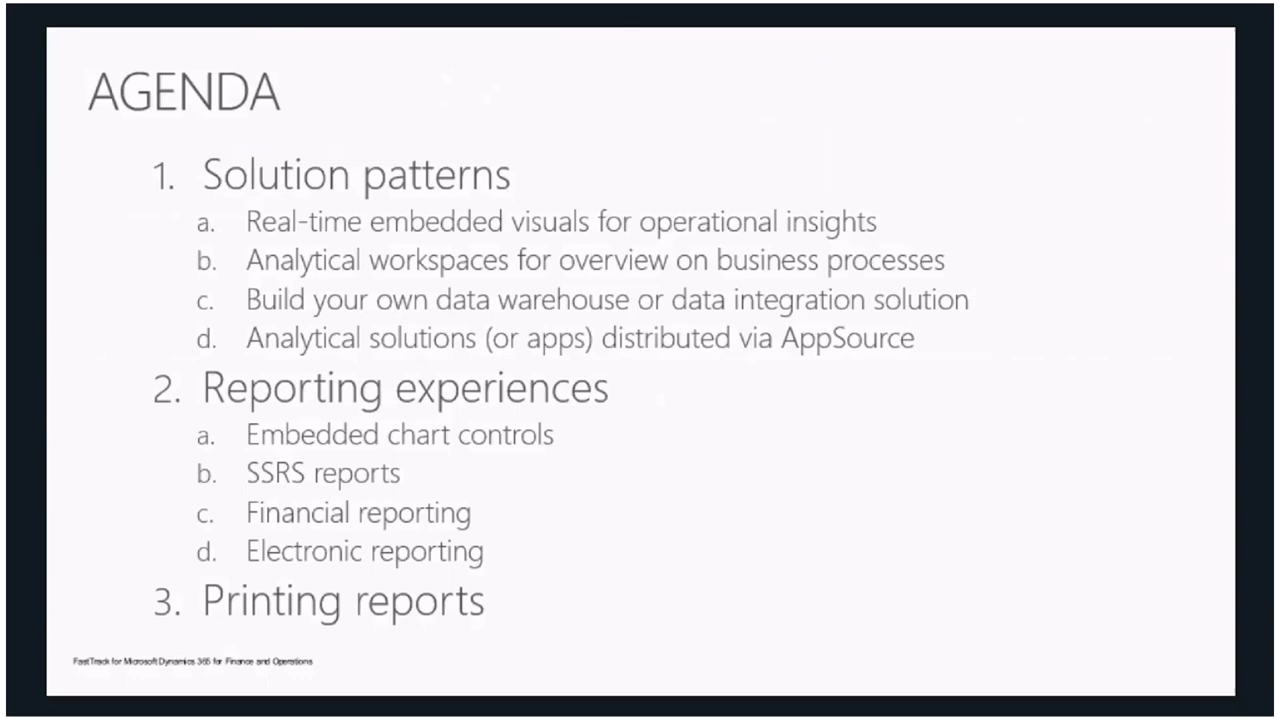 AGENDA
1. Solution patterns
a. Real-time embedded visuals for operational insights
b. Analytical workspaces for overview on business processes
c. Build your own data warehouse or data integration solution
d. Analytical solutions (or apps) distributed via AppSource
2. Reporting experiences
a. Embedded chart controls
b. SSRS reports
c. Financial reporting
d. Electronic reporting
3. Printing reports
FastTrack for Microsoft Dynamics 365 for Finance and Operations